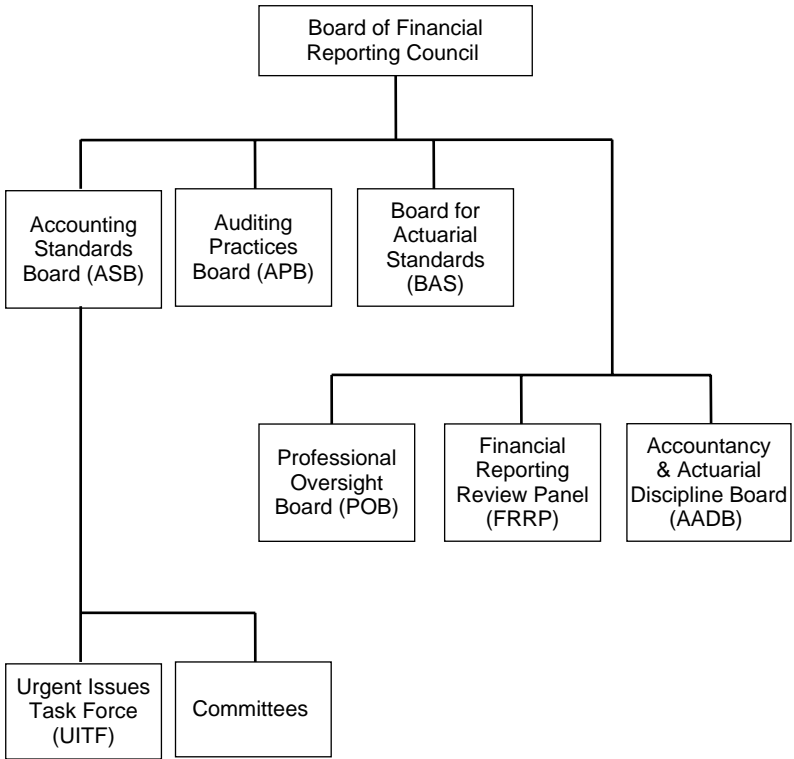 Board of Financial
Reporting Council
Accounting
Standards
Board (ASB)
Auditing
Practices
Board (APB)
Board for
Actuarial
Standards
(BAS)
Professional
Oversight
Board (POB)
Financial
Reporting
Review Panel
(FRRP)
Accountancy
& Actuarial
Discipline Board
(AADB)
Urgent Issues
Task Force
(UITF)
Committees